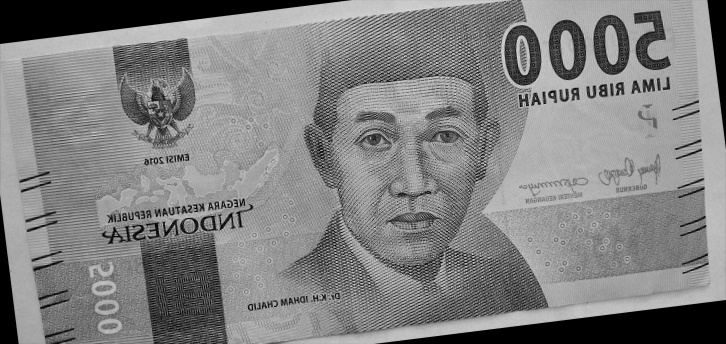 5000
LIMA RIBU RUPIAH
EMISI 2016
NEGARA KESATUAN REPUBLIK
INDONESIA
GUBERNUR
MENTERI KEUANGAN
Dr. K.H. IDHAM CHALID
5000